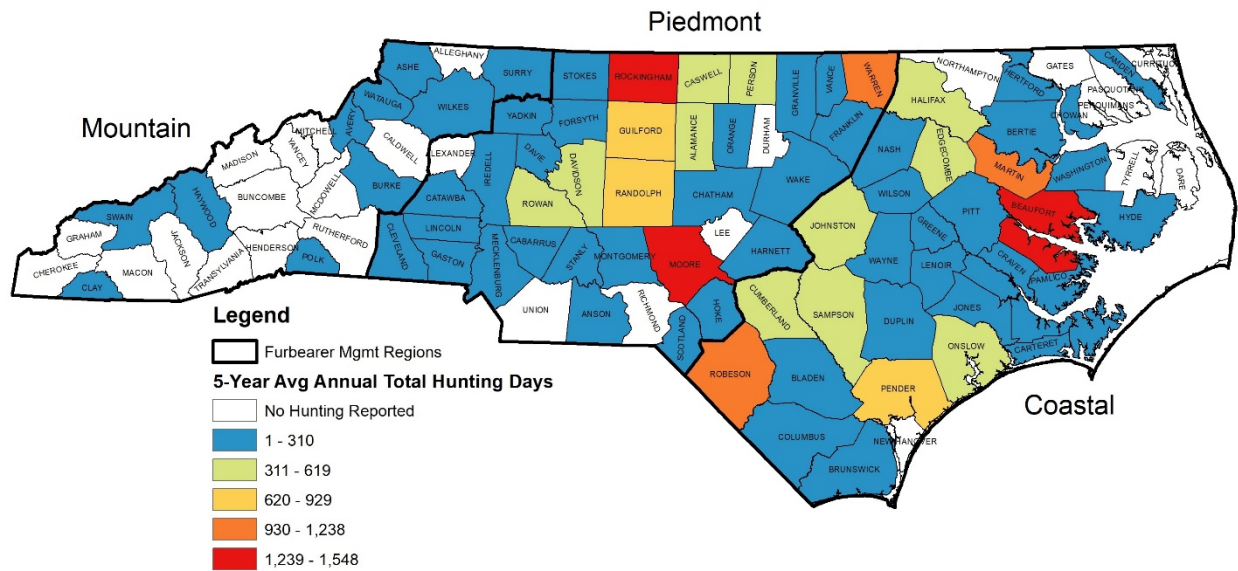 Piedmont
Mountain
Coastal
ALLEGHANY
ASHE
SURRY
STOKES
ROCKINGHAM
CASWELL
PERSON
GRANVILLE
VANCE
WARREN
NORTHAMPTON
GATES
CAMDEN
CURRITUCK
HERTFORD
PASQUOTANK
PERQUIMANS
CHOWAN
HALIFAX
WATAUGA
WILKES
YADKIN
FORSYTH
GUILFORD
ALAMANCE
ORANGE
DURHAM
FRANKLIN
NASH
EDGECOMBE
BERTIE
MARTIN
WASHINGTON
TYRRELL
DARE
MITCHELL
AVERY
CALDWELL
LEXANDER
IREDELL
DAVIE
DAVIDSON
RANDOLPH
CHATHAM
WAKE
WILSON
PITT
BEAUFORT
HYDE
MADISON
YANCEY
MCDOWELL
BURKE
CATAWBA
ROWAN
JOHNSTON
GREENE
HAYWOOD
BUNCOMBE
SWAIN
GRAHAM
JACKSON
HENDERSON
RUTHERFORD
CLEVELAND
LINCOLN
GASTON
MECKLENBURG
CABARRUS
STANLY
MONTGOMERY
MOORE
LEE
HARNETT
WAYNE
LENOIR
CRAVEN
PAMLICO
CHEROKEE
MACON
CLAY
TRANSYLVANIA
POLK
UNION
ANSON
RICHMOND
SCOTLAND
HOKE
CUMBERLAND
SAMPSON
DUPLIN
JONES
CARTERET
ONSLOW
ROBESON
BLADEN
PENDER
COLUMBUS
NEW HANOVER
BRUNSWICK
Legend
Furbearer Mgmt Regions
5-Year Avg Annual Total Hunting Days
No Hunting Reported
1 - 310
311 - 619
620 - 929
930 - 1,238
1,239 - 1,548